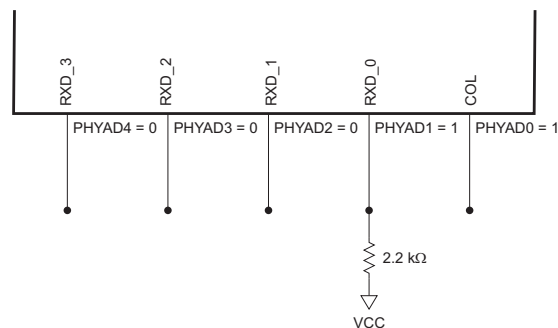 RXD_3
RXD_2
RXD_1
RXD_0
COL
PHYAD4 = 0
PHYAD3 = 0
PHYAD2 = 0
PHYAD1 = 1
PHYAD0 = 1
2.2 kΩ
VCC